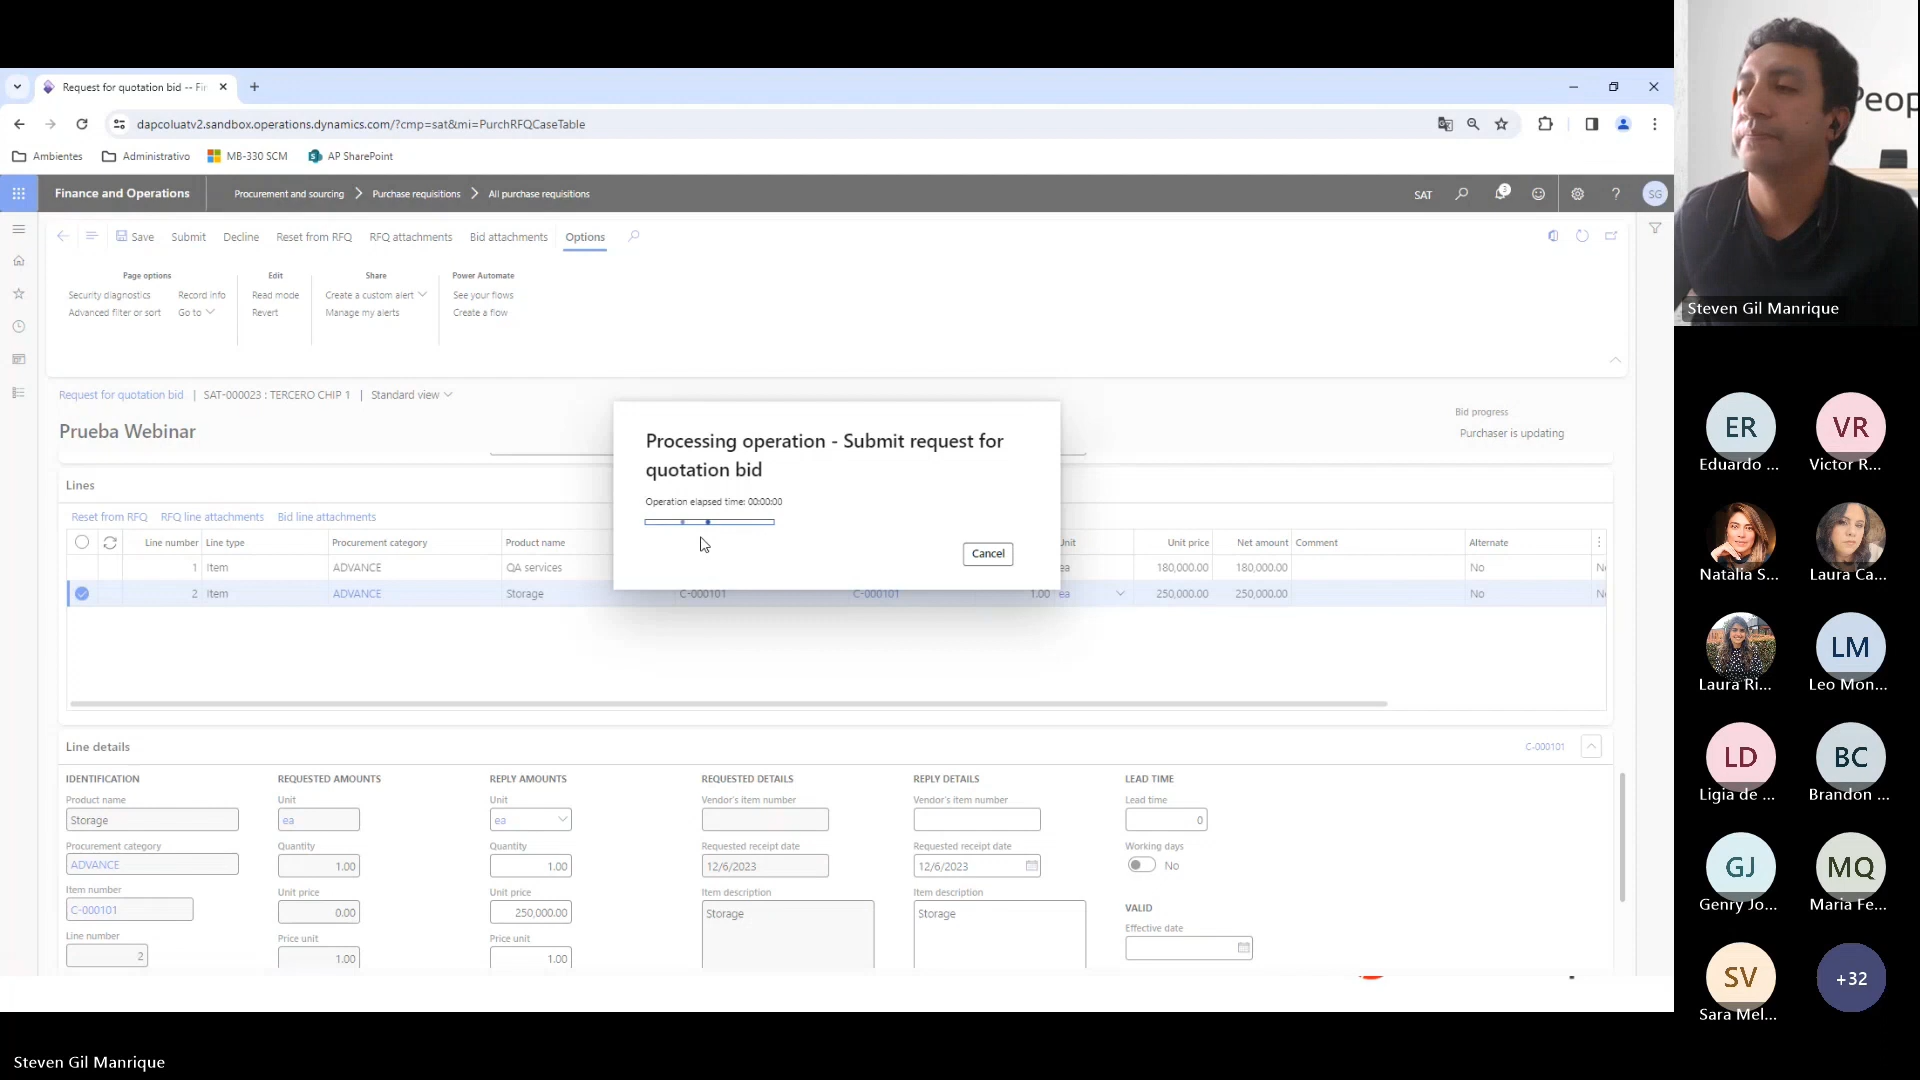 Request for quotation bid -- Fir
dapcoluatv2.sandbox.operations.dynamics.com/?cmp=sat&mi=PurchRFQCaseTable
Ambientes
Administrativo
MB-330 SCM
AP SharePoint
Finance and Operations
Procurement and sourcing
Purchase requisitions
All purchase requisitions
SAT
3
?
SG
Save
Submit
Decline
Reset from RFQ
RFQ attachments
Bid attachments
Options
Page options
Edit
Share
Power Automate
Security diagnostics
Record info
Read mode
Create a custom alert
See your flows
Advanced filter or sort
Go to
Revert
Manage my alerts
Create a flow
Request for quotation bid | SAT-000023 : TERCERO CHIP 1 | Standard view
Bid progress
Prueba Webinar
Purchaser is updating
Processing operation - Submit request for
quotation bid
Operation elapsed time: 00:00:00
Cancel
Lines
Reset from RFQ
RFQ line attachments
Bid line attachments
Line number
Line type
Procurement category
Product name
Unit price
Net amount
Comment
Alternate
1
Item
ADVANCE
QA services
180,000.00
180,000.00
No
2
Item
ADVANCE
Storage
C-000101
C-000101
1.00
ea
250,000.00
250,000.00
No
Line details
C-000101
IDENTIFICATION
REQUESTED AMOUNTS
REPLY AMOUNTS
REQUESTED DETAILS
REPLY DETAILS
LEAD TIME
Product name
Unit
Unit
Vendor's item number
Vendor's item number
Lead time
Storage
ea
ea
0
Procurement category
Quantity
Quantity
Requested receipt date
Requested receipt date
Working days
ADVANCE
1.00
1.00
12/6/2023
12/6/2023
No
Item number
Unit price
Unit price
Item description
Item description
VALID
C-000101
0.00
250,000.00
Storage
Storage
Effective date
Line number
Price unit
Price unit
2
1.00
1.00
Peop
Steven Gil Manrique
ER
Eduardo ...
VR
Victor R...
Natalia S...
Laura Ca...
Laura Ri...
LM
Leo Mon...
LD
Ligia de ...
BC
Brandon ...
GJ
Genry Jo...
MQ
Maria Fe...
SV
Sara Mel...
+32
Steven Gil Manrique